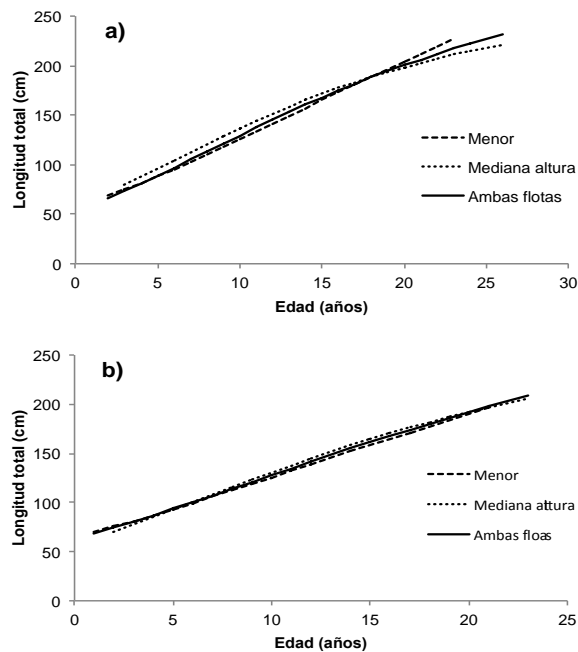 a)
Longitud total (cm)
250
200
150
100
50
0
Menor
Mediana altura
Ambas flotas
0 5 10 15 20 25 30
Edad (años)
b)
Longitud total (cm)
250
200
150
100
50
0
Menor
Mediana attura
Ambas floas
0 5 10 15 20 25
Edad (años)